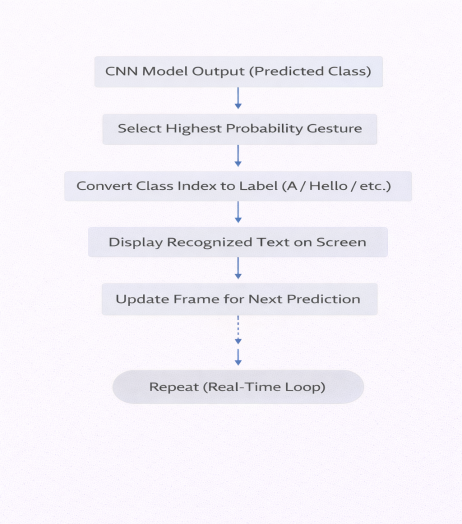 CNN Model Output (Predicted Class)
Select Highest Probability Gesture
Convert Class Index to Label (A / Hello / etc.)
Display Recognized Text on Screen
Update Frame for Next Prediction
Repeat (Real-Time Loop)